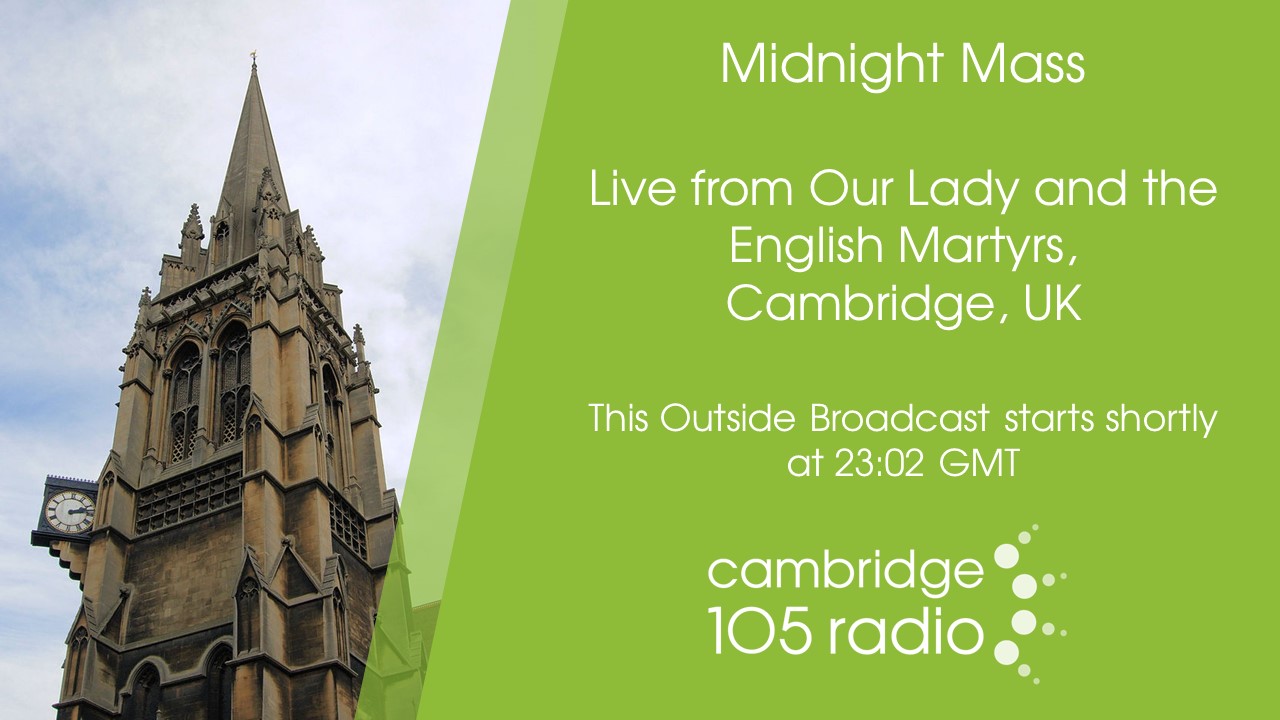 Midnight Mass
Live from Our Lady and the
English Martyrs,
Cambridge, UK
This Outside Broadcast starts shortly
at 23:02 GMT
cambridge
105 radio